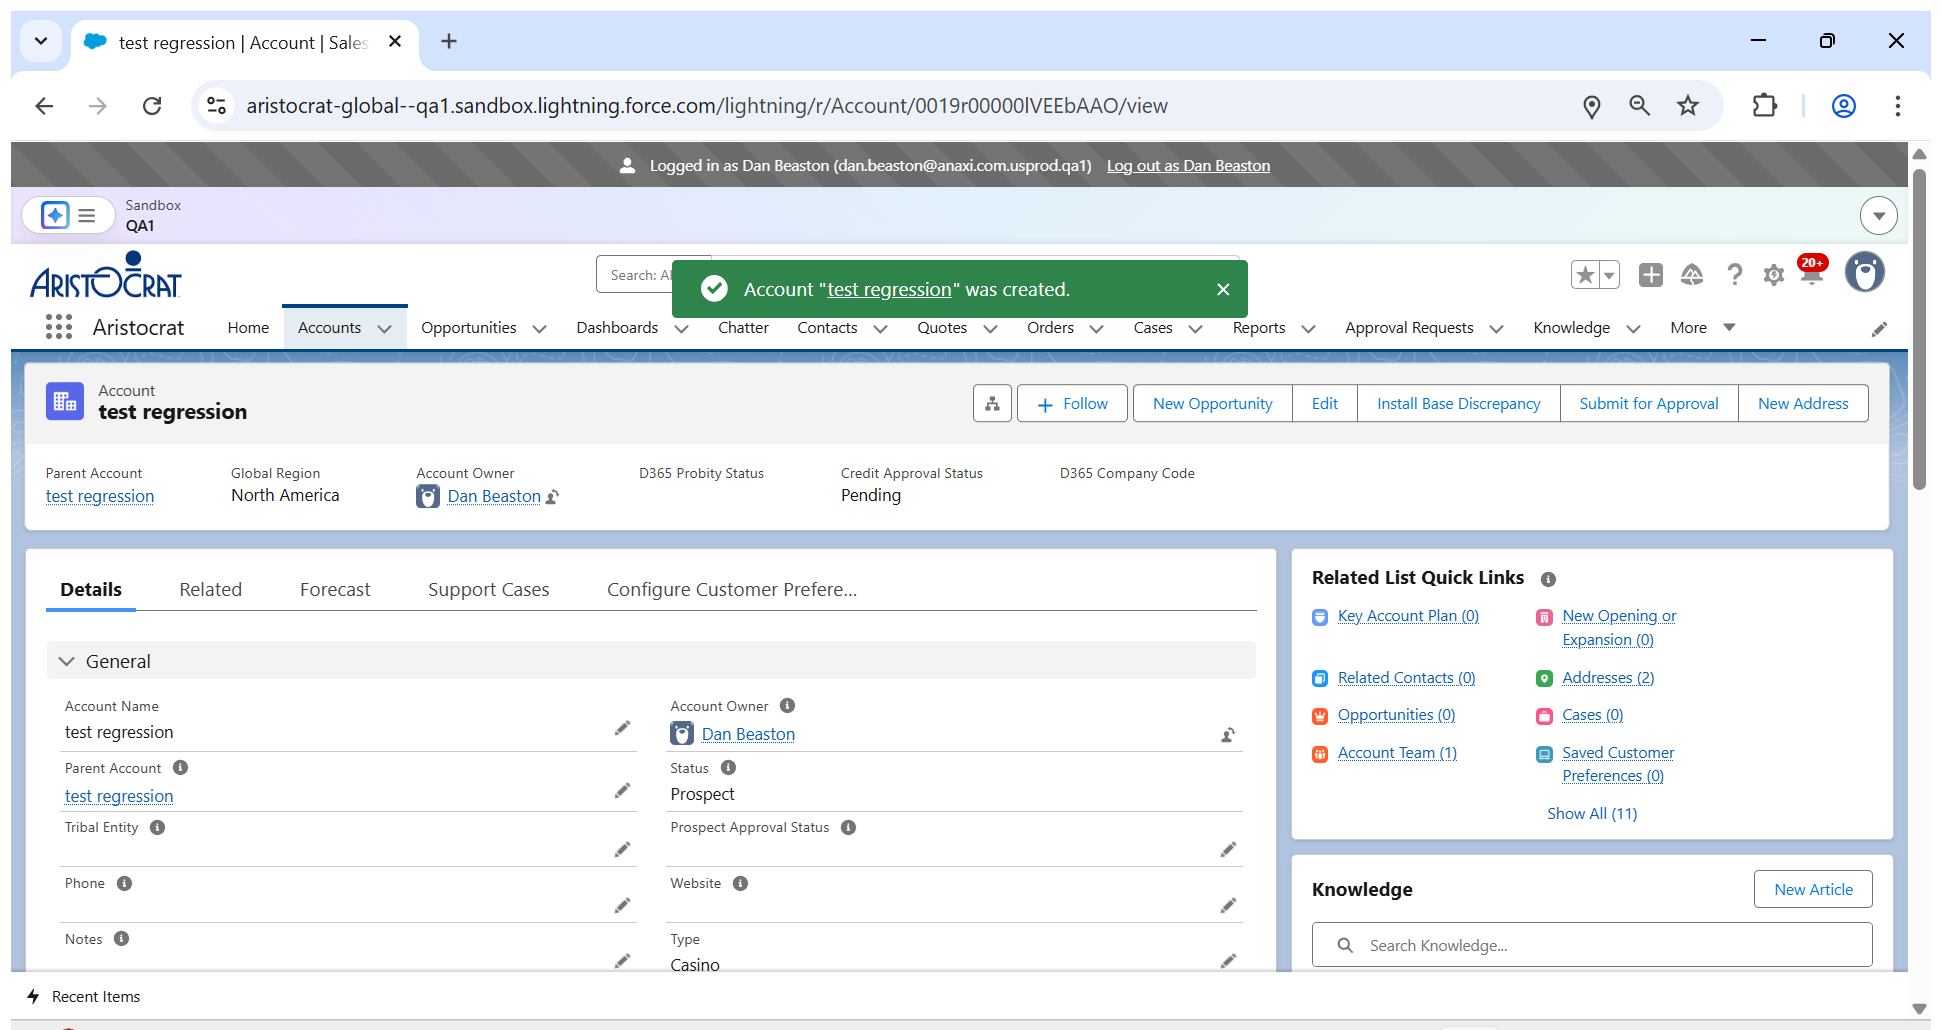 test regression | Account | Sales
aristocrat-global--qa1.sandbox.lightning.force.com/lightning/r/Account/0019r00000lVEEbAAO/view
Logged in as Dan Beaston (dan.beaston@anaxi.com.usprod.qa1) Log out as Dan Beaston
Sandbox
QA1
ARISTOCRAT
Search: Al
Account "test regression" was created.
20+
Aristocrat Home Accounts Opportunities Dashboards Chatter Contacts Quotes Orders Cases Reports Approval Requests Knowledge More
Account
test regression
Follow New Opportunity Edit Install Base Discrepancy Submit for Approval New Address
Parent Account Global Region Account Owner D365 Probity Status Credit Approval Status D365 Company Code
test regression North America Dan Beaston Pending
Details Related Forecast Support Cases Configure Customer Prefere...
General
Account Name Account Owner
test regression Dan Beaston
Parent Account Status
test regression Prospect
Tribal Entity Prospect Approval Status
Phone Website
Notes Type
Casino
Related List Quick Links
Key Account Plan (0) New Opening or
Expansion (0)
Related Contacts (0) Addresses (2)
Opportunities (0) Cases (0)
Account Team (1) Saved Customer
Preferences (0)
Show All (11)
Knowledge New Article
Search Knowledge...
Recent Items